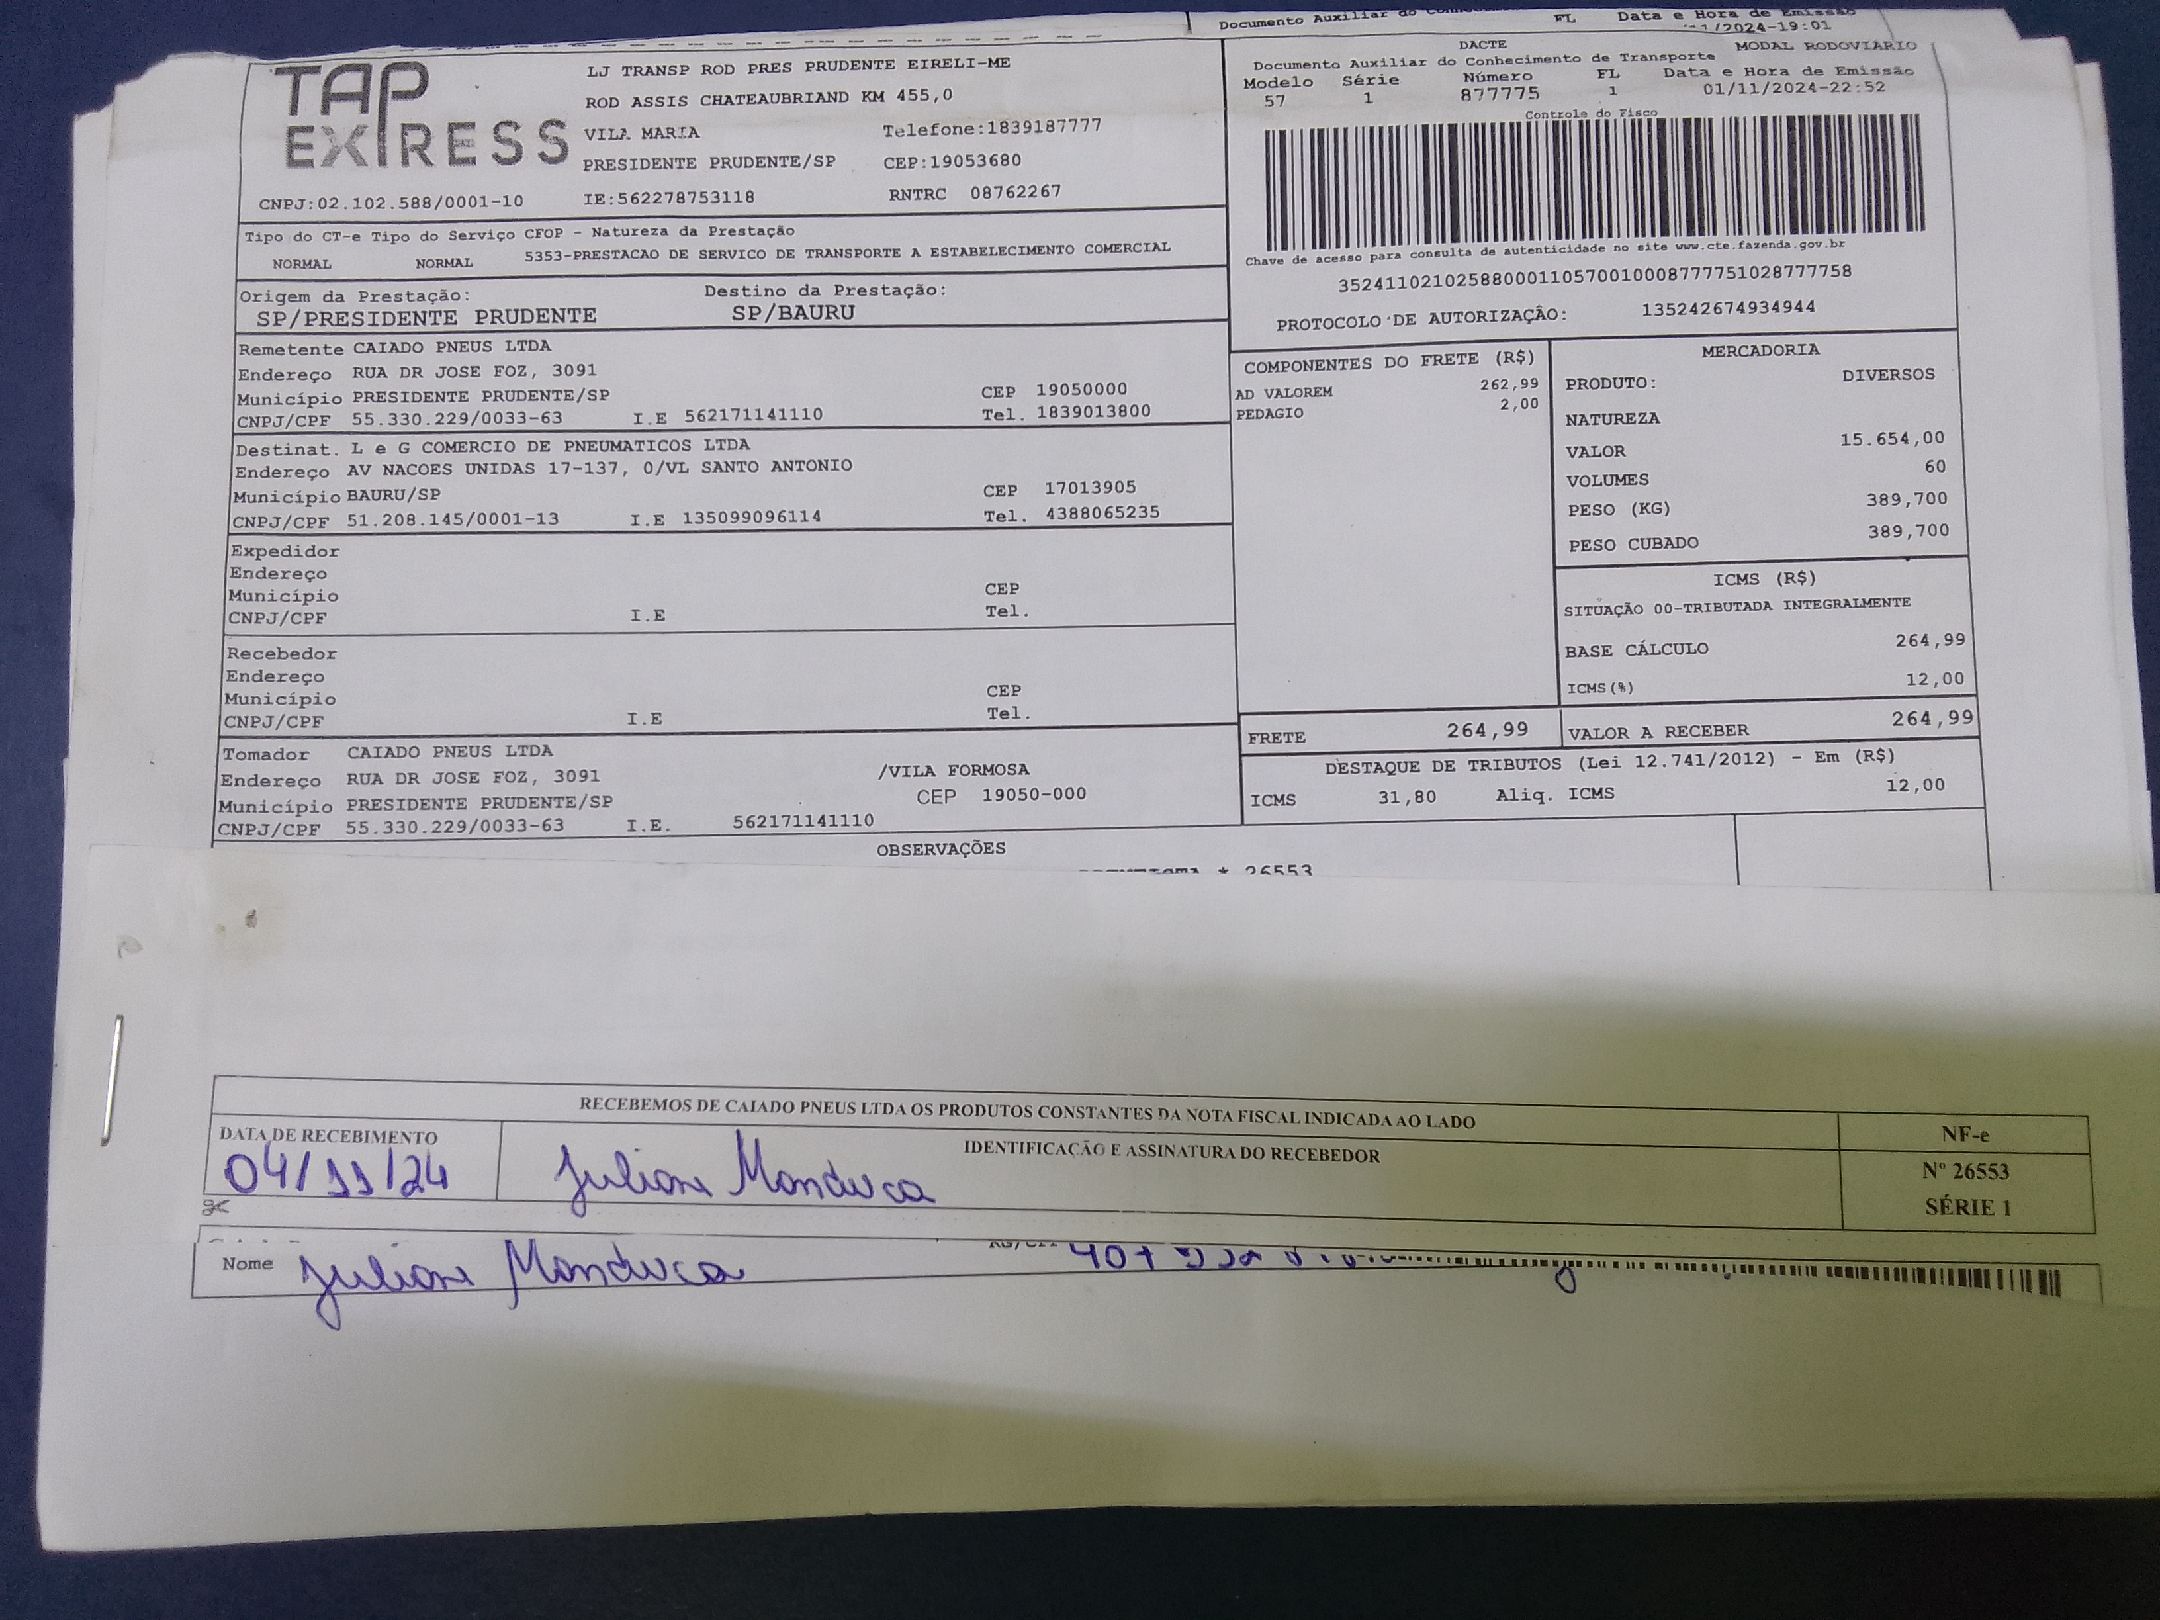 Documento Auxiliar do FL Data e Hora de Emissão
1/2024-19:01
TAP EXPRESS
LJ TRANSP ROD PRES PRUDENTE EIRELI-ME
ROD ASSIS CHATEAUBRIAND KM 455,0
VILA MARIA Telefone:1839187777
PRESIDENTE PRUDENTE/SP CEP:19053680
CNPJ:02.102.588/0001-10 IE:562278753118 RNTRC 08762267
DACTE MODAL RODOVIÁRIO
Documento Auxiliar do Conhecimento de Transporte
Modelo Série Número FL Data e Hora de Emissão
57 1 877775 1 01/11/2024-22:52
Controle do Fisco
Chave de acesso para consulta de autenticidade no site www.cte.fazenda.gov.br
35241102102588000110570010008777751028777758
PROTOCOLO DE AUTORIZAÇÃO: 135242674934944
Tipo do CT-e Tipo do Serviço CFOP - Natureza da Prestação
NORMAL NORMAL 5353-PRESTACAO DE SERVICO DE TRANSPORTE A ESTABELECIMENTO COMERCIAL
Origem da Prestação: Destino da Prestação:
SP/PRESIDENTE PRUDENTE SP/BAURU
Remetente CAIADO PNEUS LTDA
Endereço RUA DR JOSE FOZ, 3091
Município PRESIDENTE PRUDENTE/SP CEP 19050000
CNPJ/CPF 55.330.229/0033-63 I.E 562171141110 Tel. 1839013800
Destinat. L e G COMERCIO DE PNEUMATICOS LTDA
Endereço AV NACOES UNIDAS 17-137, 0/VL SANTO ANTONIO
Município BAURU/SP CEP 17013905
CNPJ/CPF 51.208.145/0001-13 I.E 135099096114 Tel. 4388065235
Expedidor
Endereço
Município CEP
CNPJ/CPF I.E Tel.
Recebedor
Endereço
Município CEP
CNPJ/CPF I.E Tel.
Tomador CAIADO PNEUS LTDA
Endereço RUA DR JOSE FOZ, 3091 /VILA FORMOSA
Município PRESIDENTE PRUDENTE/SP CEP 19050-000
CNPJ/CPF 55.330.229/0033-63 I.E. 562171141110
COMPONENTES DO FRETE (R$)
AD VALOREM 262,99
PEDAGIO 2,00
MERCADORIA
PRODUTO: DIVERSOS
NATUREZA
VALOR 15.654,00
VOLUMES 60
PESO (KG) 389,700
PESO CUBADO 389,700
ICMS (R$)
SITUAÇÃO 00-TRIBUTADA INTEGRALMENTE
BASE CÁLCULO 264,99
ICMS(%) 12,00
FRETE 264,99 VALOR A RECEBER 264,99
DESTAQUE DE TRIBUTOS (Lei 12.741/2012) - Em (R$)
ICMS 31,80 Aliq. ICMS 12,00
OBSERVAÇÕES
* 26553
RECEBEMOS DE CAIADO PNEUS LTDA OS PRODUTOS CONSTANTES DA NOTA FISCAL INDICADA AO LADO
DATA DE RECEBIMENTO IDENTIFICAÇÃO E ASSINATURA DO RECEBEDOR
04/11/24 Juliana Manduca
NF-e
Nº 26553
SÉRIE 1
Nome Juliana Manduca